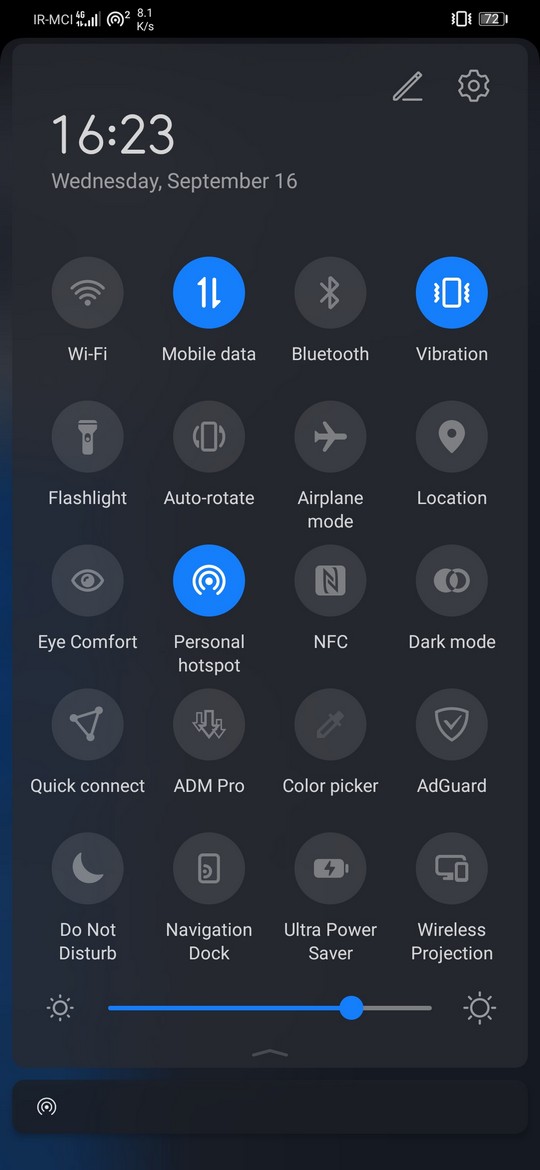 IR-MCI 4G 2 8.1 K/s 72
16:23
Wednesday, September 16
Wi-Fi Mobile data Bluetooth Vibration
Flashlight Auto-rotate Airplane mode Location
Eye Comfort Personal hotspot NFC Dark mode
Quick connect ADM Pro Color picker AdGuard
Do Not Disturb Navigation Dock Ultra Power Saver Wireless Projection